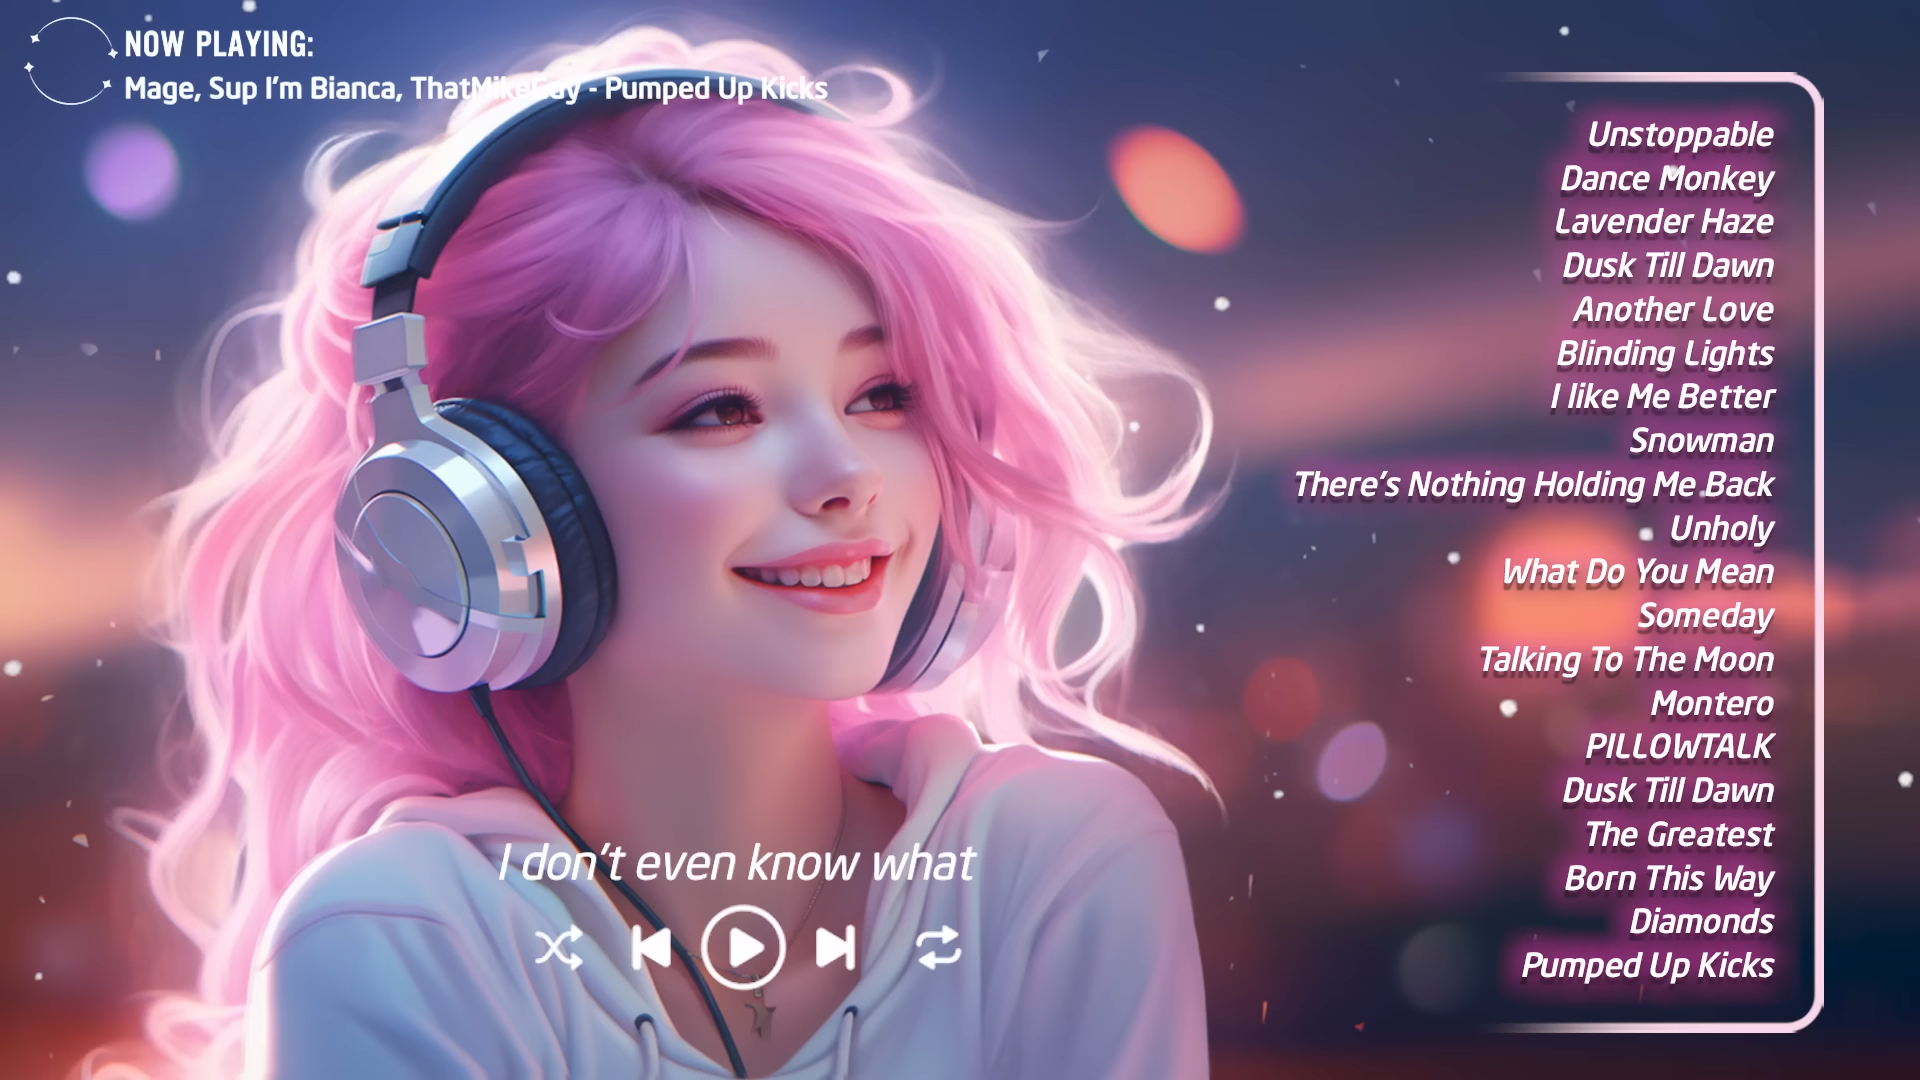 NOW PLAYING:
Mage, Sup I'm Bianca, ThatMikeGuy - Pumped Up Kicks
Unstoppable
Dance Monkey
Lavender Haze
Dusk Till Dawn
Another Love
Blinding Lights
I like Me Better
Snowman
There's Nothing Holding Me Back
Unholy
What Do You Mean
Someday
Talking To The Moon
Montero
PILLOWTALK
Dusk Till Dawn
The Greatest
Born This Way
Diamonds
Pumped Up Kicks
I don't even know what